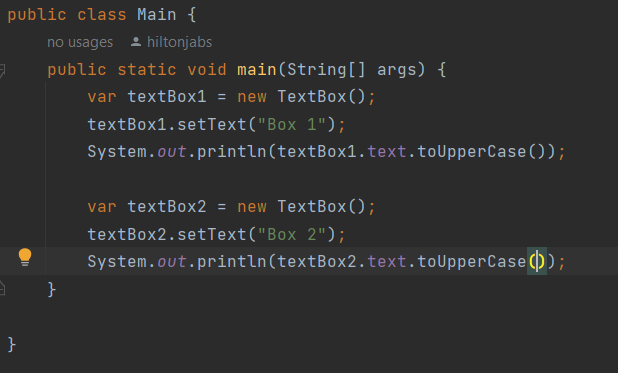 public class Main {
no usages hiltonjabs
public static void main(String[] args) {
var textBox1 = new TextBox();
textBox1.setText("Box 1");
System.out.println(textBox1.text.toUpperCase());
var textBox2 = new TextBox();
textBox2.setText("Box 2");
System.out.println(textBox2.text.toUpperCase());
}
}